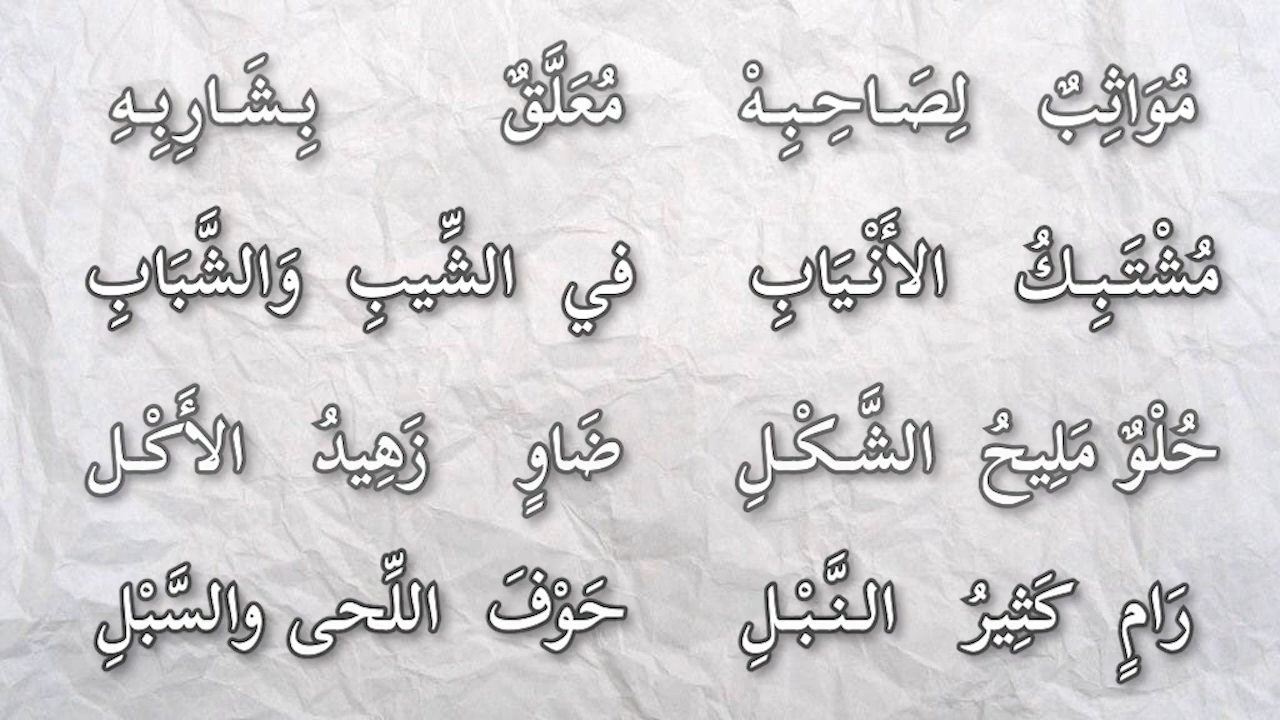 مُوَاثِبٌ لِصَاحِبِهْ مُعَلَّقٌ بِشَارِبِهِ
مُشْتَبِكُ الأَنْيَابِ في الشِّيبِ وَالشَّبَابِ
حُلْوٌ مَلِيحُ الشَّكْلِ ضَاوٍ زَهِيدُ الأَكْل
رَامٍ كَثِيرُ النَّبْلِ حَوْفَ اللِّحى والسَّبْلِ